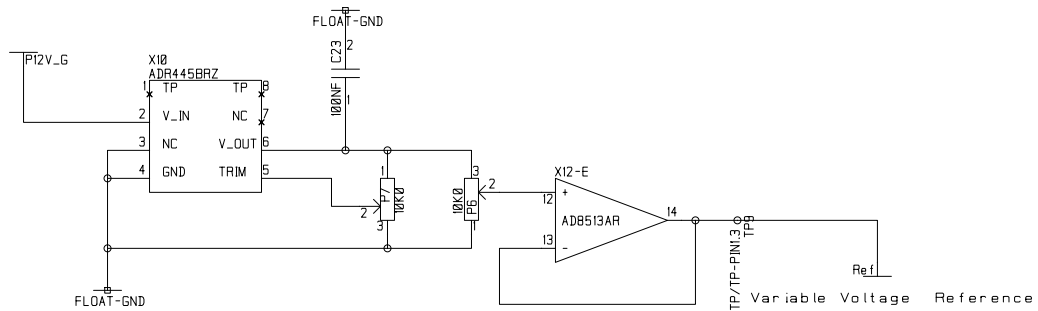 FLOAT-GND
P12V_G
C23
2
100NF
1
X10
ADR445BRZ
1 TP TP 8
2 V_IN NC 7
3 NC V_OUT 6
4 GND TRIM 5
1
P7
10K0
2
3
3
10K0
P6
2
1
X12-E
12 +
AD8513AR
14
13 -
TP/TP-PIN1.3
TP9
Ref
FLOAT-GND
Variable Voltage Reference